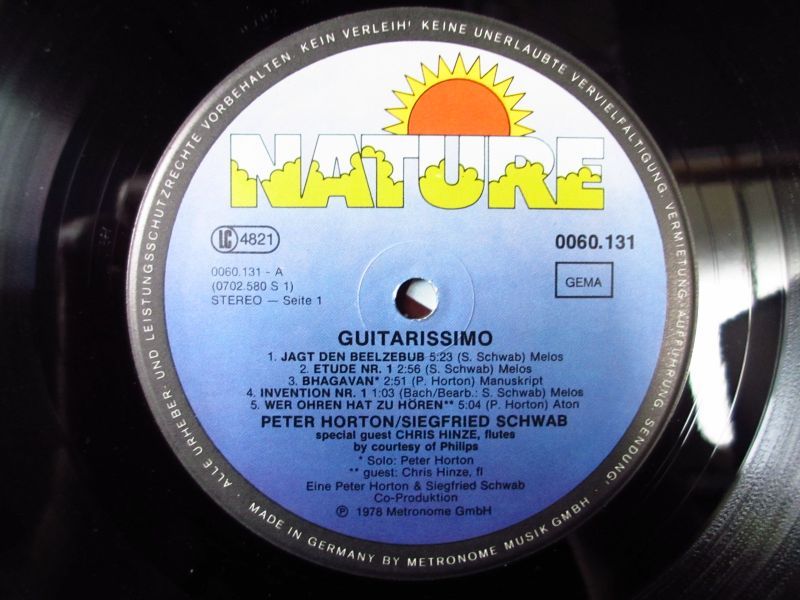 NATURE
LC 4821
0060.131
0060.131 - A
(0702.580 S 1)
STEREO — Seite 1
GEMA
GUITARISSIMO
1. JAGT DEN BEELZEBUB 5:23 (S. Schwab) Melos
2. ETUDE NR. 1 2:56 (S. Schwab) Melos
3. BHAGAVAN* 2:51 (P. Horton) Manuskript
4. INVENTION NR. 1 1:03 (Bach/Bearb.: S. Schwab) Melos
5. WER OHREN HAT ZU HÖREN** 5:04 (P. Horton) Aton
PETER HORTON/SIEGFRIED SCHWAB
special guest CHRIS HINZE, flutes
by courtesy of Philips
* Solo: Peter Horton
** guest: Chris Hinze, fl
Eine Peter Horton & Siegfried Schwab
Co-Produktion
℗ 1978 Metronome GmbH
ALLE URHEBER- UND LEISTUNGSSCHUTZRECHTE VORBEHALTEN. KEIN VERLEIH! KEINE UNERLAUBTE VERVIELFÄLTIGUNG, VERMIETUNG, AUFFÜHRUNG, SENDUNG!
MADE IN GERMANY BY METRONOME MUSIK GMBH